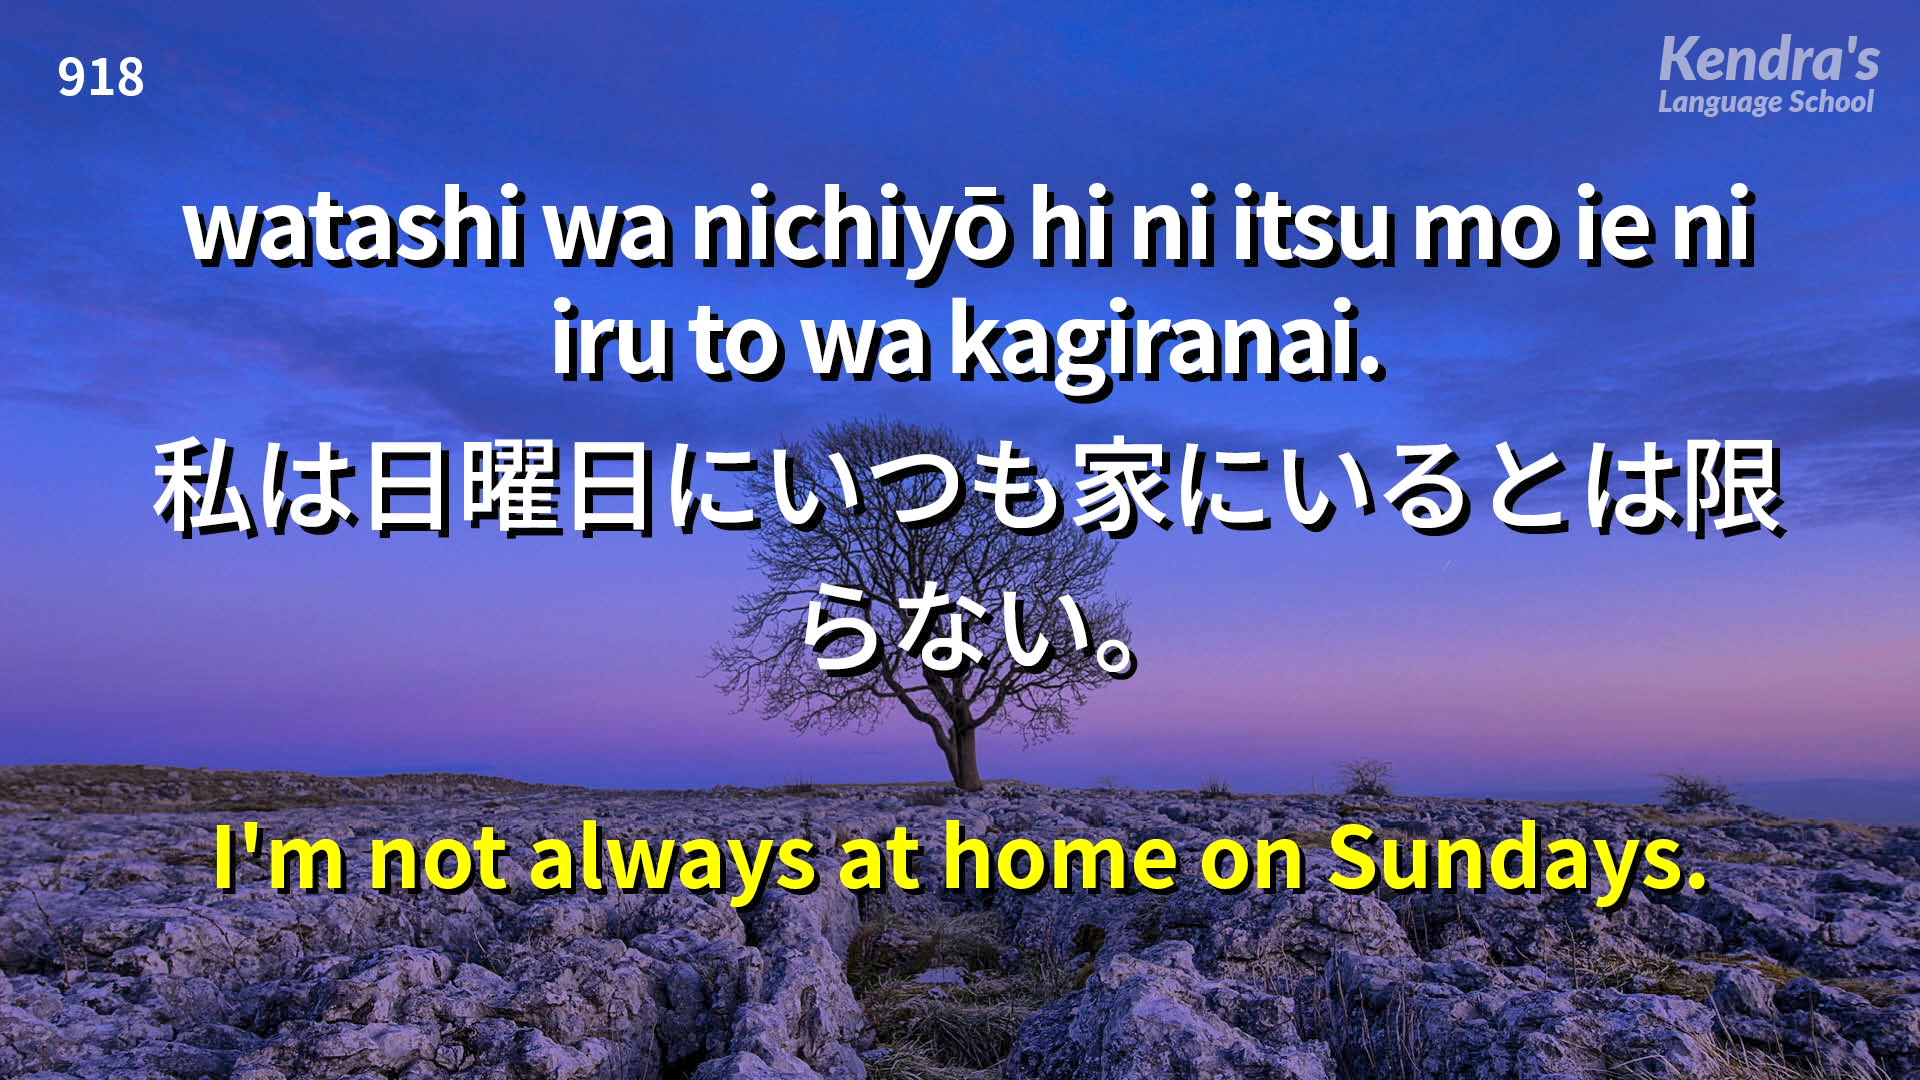 918
Kendra's
Language School
watashi wa nichiyō hi ni itsu mo ie ni
iru to wa kagiranai.
私は日曜日にいつも家にいるとは限
らない。
I'm not always at home on Sundays.